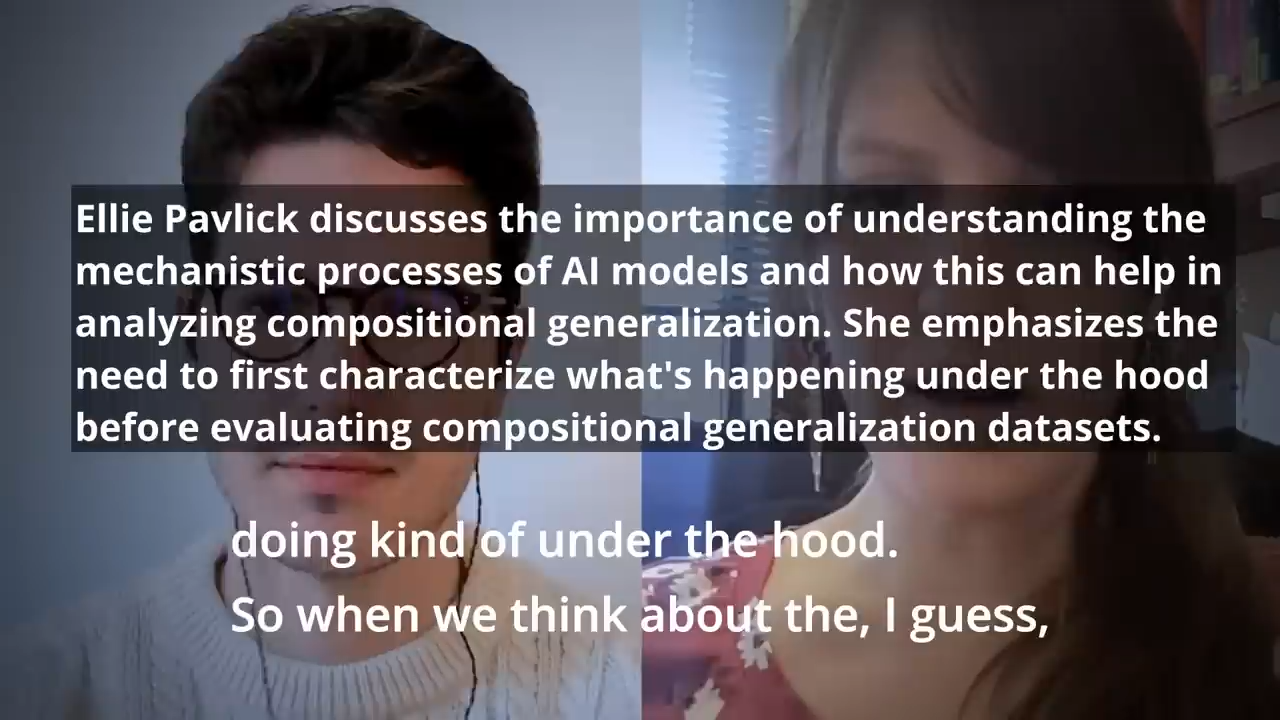 Ellie Pavlick discusses the importance of understanding the
mechanistic processes of AI models and how this can help in
analyzing compositional generalization. She emphasizes the
need to first characterize what's happening under the hood
before evaluating compositional generalization datasets.
doing kind of under the hood.
So when we think about the, I guess,